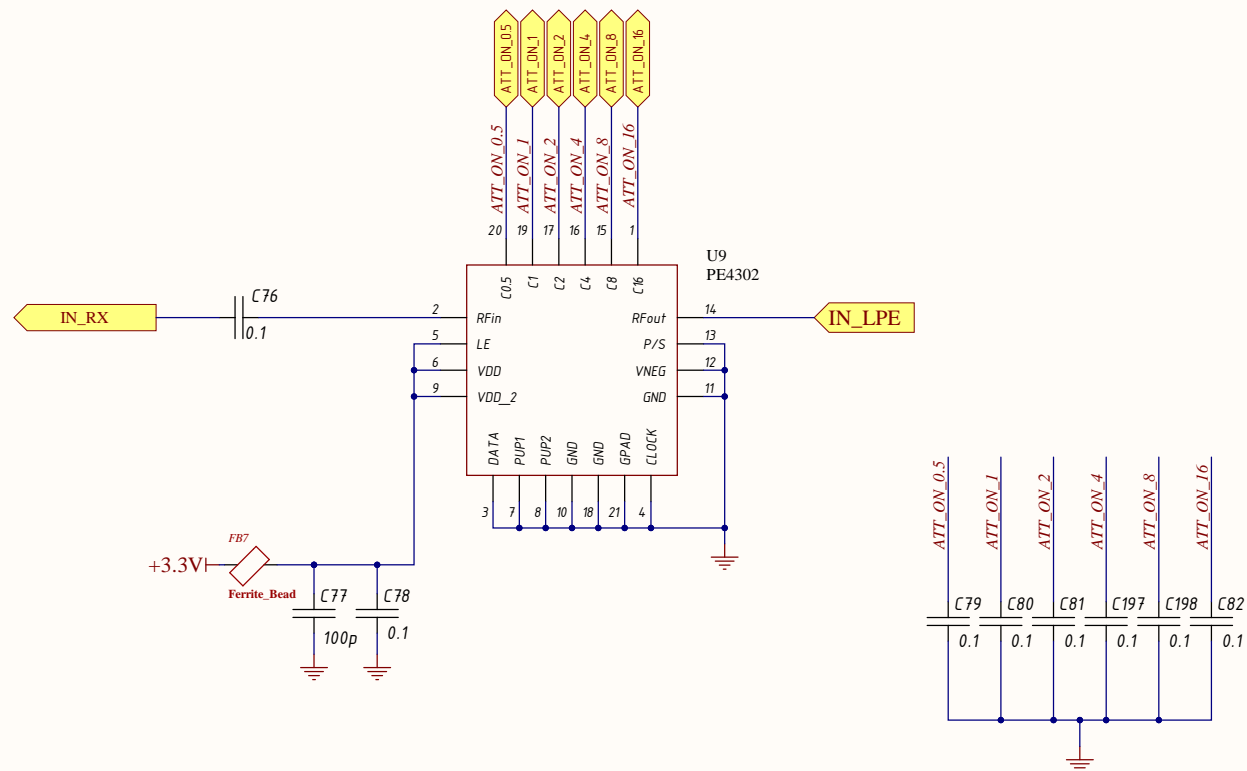 ATT_ON_0.5
ATT_ON_1
ATT_ON_2
ATT_ON_4
ATT_ON_8
ATT_ON_16
ATT_ON_0.5
ATT_ON_1
ATT_ON_2
ATT_ON_4
ATT_ON_8
ATT_ON_16
20 19 17 16 15 1
U9
PE4302
C0.5 C1 C2 C4 C8 C16
IN_RX
C76
0.1
2 RFin
5 LE
6 VDD
9 VDD_2
RFout 14
P/S 13
VNEG 12
GND 11
IN_LPE
DATA PUP1 PUP2 GND GND GPAD CLOCK
3 7 8 10 18 21 4
+3.3V
FB7
Ferrite_Bead
C77
100p
C78
0.1
ATT_ON_0.5
ATT_ON_1
ATT_ON_2
ATT_ON_4
ATT_ON_8
ATT_ON_16
C79 C80 C81 C197 C198 C82
0.1 0.1 0.1 0.1 0.1 0.1